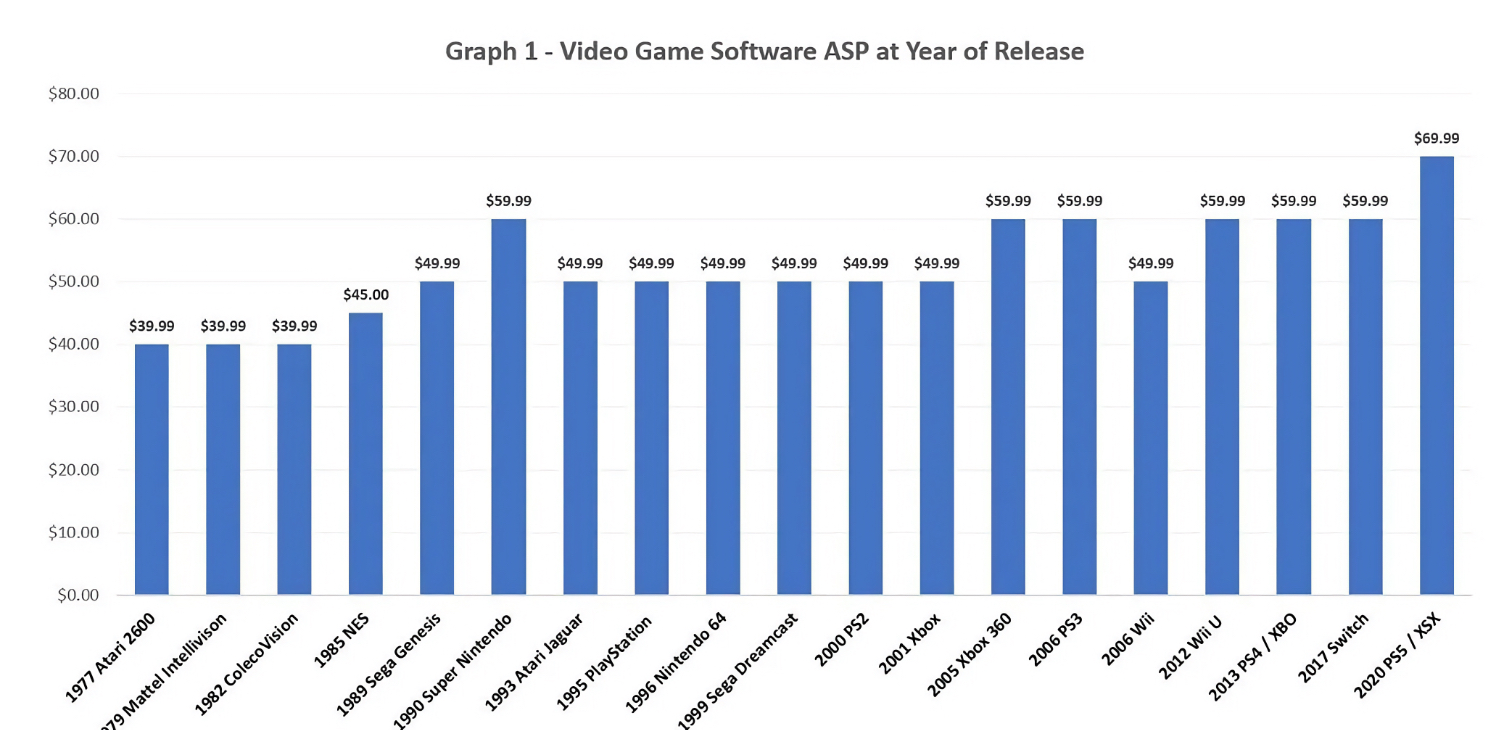 Graph 1 - Video Game Software ASP at Year of Release
$80.00
$70.00
$60.00
$50.00
$40.00
$30.00
$20.00
$10.00
$0.00
$39.99
$39.99
$39.99
$45.00
$49.99
$59.99
$49.99
$49.99
$49.99
$49.99
$49.99
$49.99
$59.99
$59.99
$49.99
$59.99
$59.99
$59.99
$69.99
1977 Atari 2600
79 Mattel Intellivison
1982 ColecoVision
1985 NES
1989 Sega Genesis
1990 Super Nintendo
1993 Atari Jaguar
1995 PlayStation
1996 Nintendo 64
1999 Sega Dreamcast
2000 PS2
2001 Xbox
2005 Xbox 360
2006 PS3
2006 Wii
2012 Wii U
2013 PS4 / XBO
2017 Switch
2020 PS5 / XSX